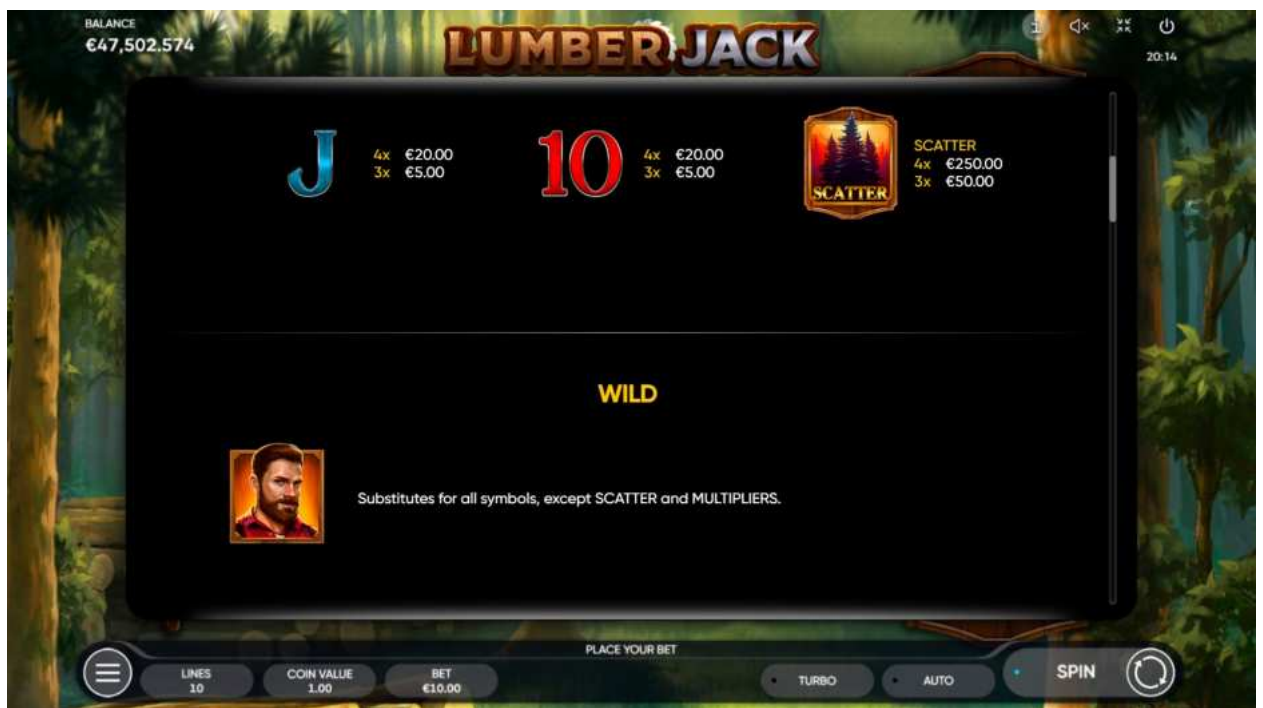 BALANCE
€47,502.574
LUMBER JACK
20:14
J
4x €20.00
3x €5.00
10
4x €20.00
3x €5.00
SCATTER
SCATTER
4x €250.00
3x €50.00
WILD
Substitutes for all symbols, except SCATTER and MULTIPLIERS.
PLACE YOUR BET
LINES
10
COIN VALUE
1.00
BET
€10.00
TURBO
AUTO
SPIN